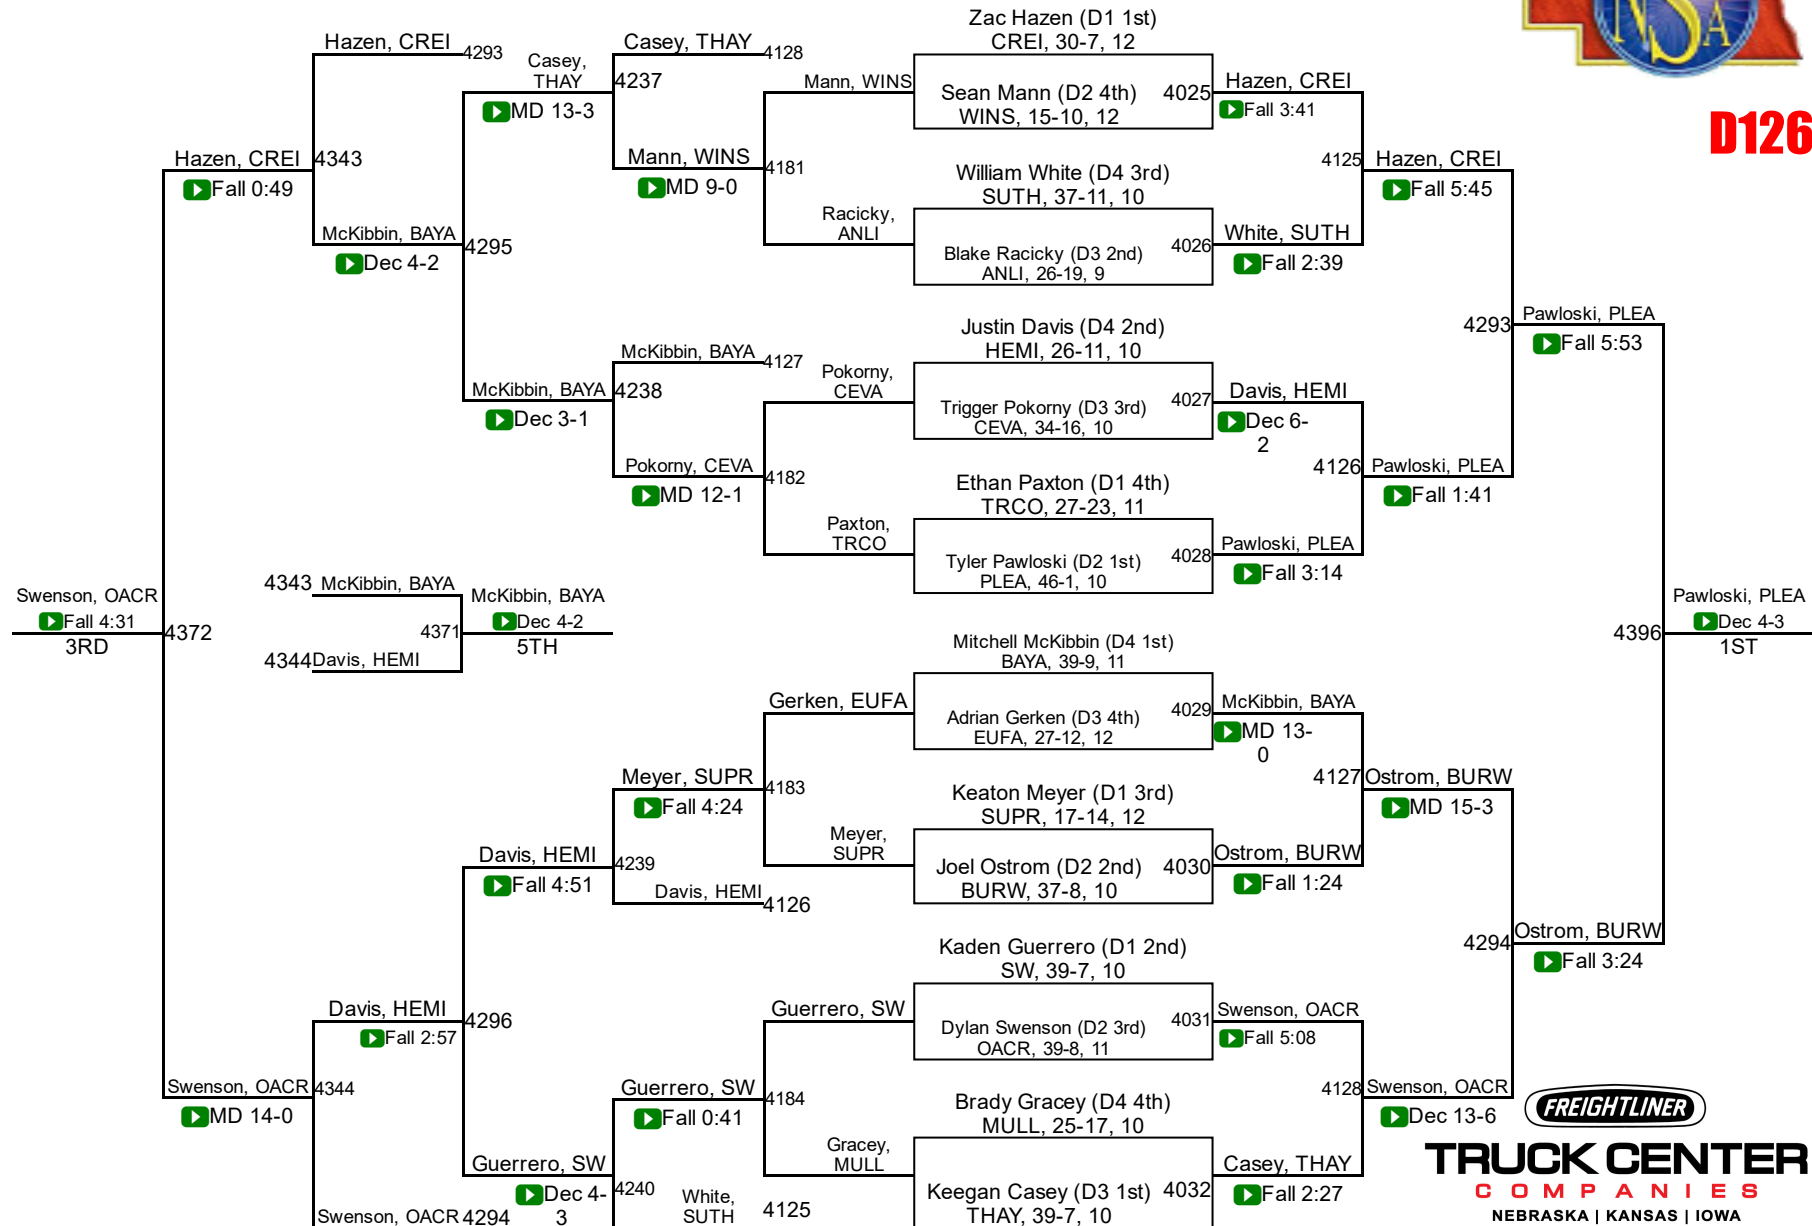 Zac Hazen (D1 1st)
CREI, 30-7, 12
NSA
Hazen, CREI
4293
Casey,
THAY
Casey, THAY
4128
4237
MD 13-3
Mann, WINS
Sean Mann (D2 4th)
WINS, 15-10, 12
4025
Hazen, CREI
Fall 3:41
D126
Hazen, CREI
4343
Fall 0:49
Mann, WINS
4181
MD 9-0
William White (D4 3rd)
SUTH, 37-11, 10
4125
Hazen, CREI
Fall 5:45
McKibbin, BAYA
4295
Dec 4-2
Racicky,
ANLI
Blake Racicky (D3 2nd)
ANLI, 26-19, 9
4026
White, SUTH
Fall 2:39
Justin Davis (D4 2nd)
HEMI, 26-11, 10
4293
Pawloski, PLEA
Fall 5:53
McKibbin, BAYA
4127
McKibbin, BAYA
4238
Dec 3-1
Pokorny,
CEVA
Trigger Pokorny (D3 3rd)
CEVA, 34-16, 10
4027
Davis, HEMI
Dec 6-
2
Pokorny, CEVA
4182
MD 12-1
Ethan Paxton (D1 4th)
TRCO, 27-23, 11
4126
Pawloski, PLEA
Fall 1:41
Paxton,
TRCO
Tyler Pawloski (D2 1st)
PLEA, 46-1, 10
4028
Pawloski, PLEA
Fall 3:14
Swenson, OACR
Fall 4:31
3RD
4372
4343
McKibbin, BAYA
4344
Davis, HEMI
4371
McKibbin, BAYA
Dec 4-2
5TH
4396
Pawloski, PLEA
Dec 4-3
1ST
Mitchell McKibbin (D4 1st)
BAYA, 39-9, 11
Gerken, EUFA
Adrian Gerken (D3 4th)
EUFA, 27-12, 12
4029
McKibbin, BAYA
MD 13-
0
Meyer, SUPR
4183
Fall 4:24
Keaton Meyer (D1 3rd)
SUPR, 17-14, 12
4127
Ostrom, BURW
MD 15-3
Davis, HEMI
4239
Fall 4:51
Meyer,
SUPR
Joel Ostrom (D2 2nd)
BURW, 37-8, 10
4030
Ostrom, BURW
Fall 1:24
Davis, HEMI
4126
Kaden Guerrero (D1 2nd)
SW, 39-7, 10
4294
Ostrom, BURW
Fall 3:24
Davis, HEMI
4296
Fall 2:57
Guerrero, SW
Dylan Swenson (D2 3rd)
OACR, 39-8, 11
4031
Swenson, OACR
Fall 5:08
Swenson, OACR
4344
MD 14-0
Guerrero, SW
4184
Fall 0:41
Brady Gracey (D4 4th)
MULL, 25-17, 10
4128
Swenson, OACR
Dec 13-6
FREIGHTLINER
Guerrero, SW
4240
Dec 4-
3
Gracey,
MULL
Keegan Casey (D3 1st)
THAY, 39-7, 10
4032
Casey, THAY
Fall 2:27
TRUCK CENTER
COMPANIES
NEBRASKA | KANSAS | IOWA
Swenson, OACR
4294
White,
SUTH
4125